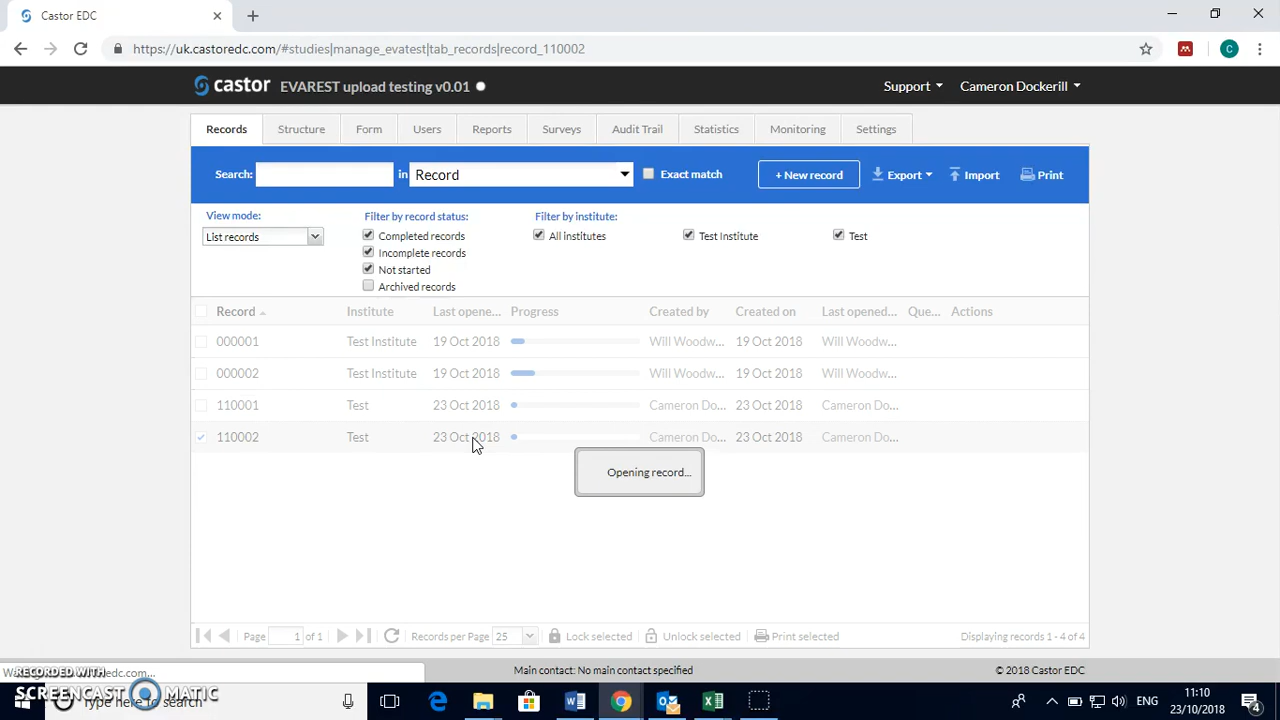 Castor EDC
https://uk.castoredc.com/#studies|manage_evatest|tab_records|record_110002
C
castor EVAREST upload testing v0.01
Support Cameron Dockerill
Records Structure Form Users Reports Surveys Audit Trail Statistics Monitoring Settings
Search: in Record Exact match + New record Export Import Print
View mode: Filter by record status: Filter by institute:
List records Completed records All institutes Test Institute Test
Incomplete records
Not started
Archived records
Record Institute Last opene... Progress Created by Created on Last opened... Que... Actions
000001 Test Institute 19 Oct 2018 Will Woodw... 19 Oct 2018 Will Woodw...
000002 Test Institute 19 Oct 2018 Will Woodw... 19 Oct 2018 Will Woodw...
110001 Test 23 Oct 2018 Cameron Do... 23 Oct 2018 Cameron Do...
110002 Test 23 Oct 2018 Cameron Do... 23 Oct 2018 Cameron Do...
Opening record...
Page 1 of 1 Records per Page 25 Lock selected Unlock selected Print selected Displaying records 1 - 4 of 4
Main contact: No main contact specified © 2018 Castor EDC
RECORDED WITH
SCREENCAST MATIC
Type here to search
ENG
11:10
23/10/2018
4